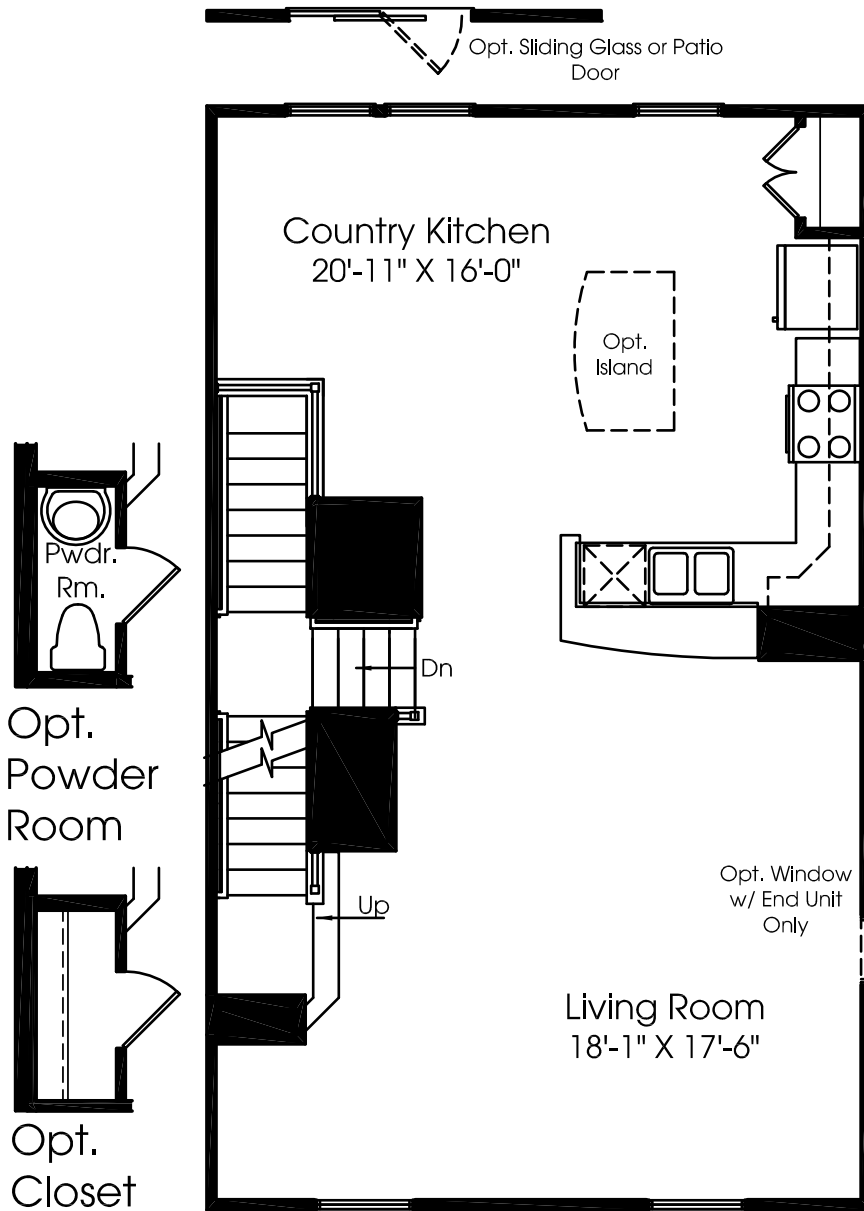 Opt. Sliding Glass or Patio
Door
Country Kitchen
20'-11" X 16'-0"
Opt.
Island
Pwdr.
Rm.
Dn
Opt.
Powder
Room
Opt. Window
w/ End Unit
Only
Up
Living Room
18'-1" X 17'-6"
Opt.
Closet